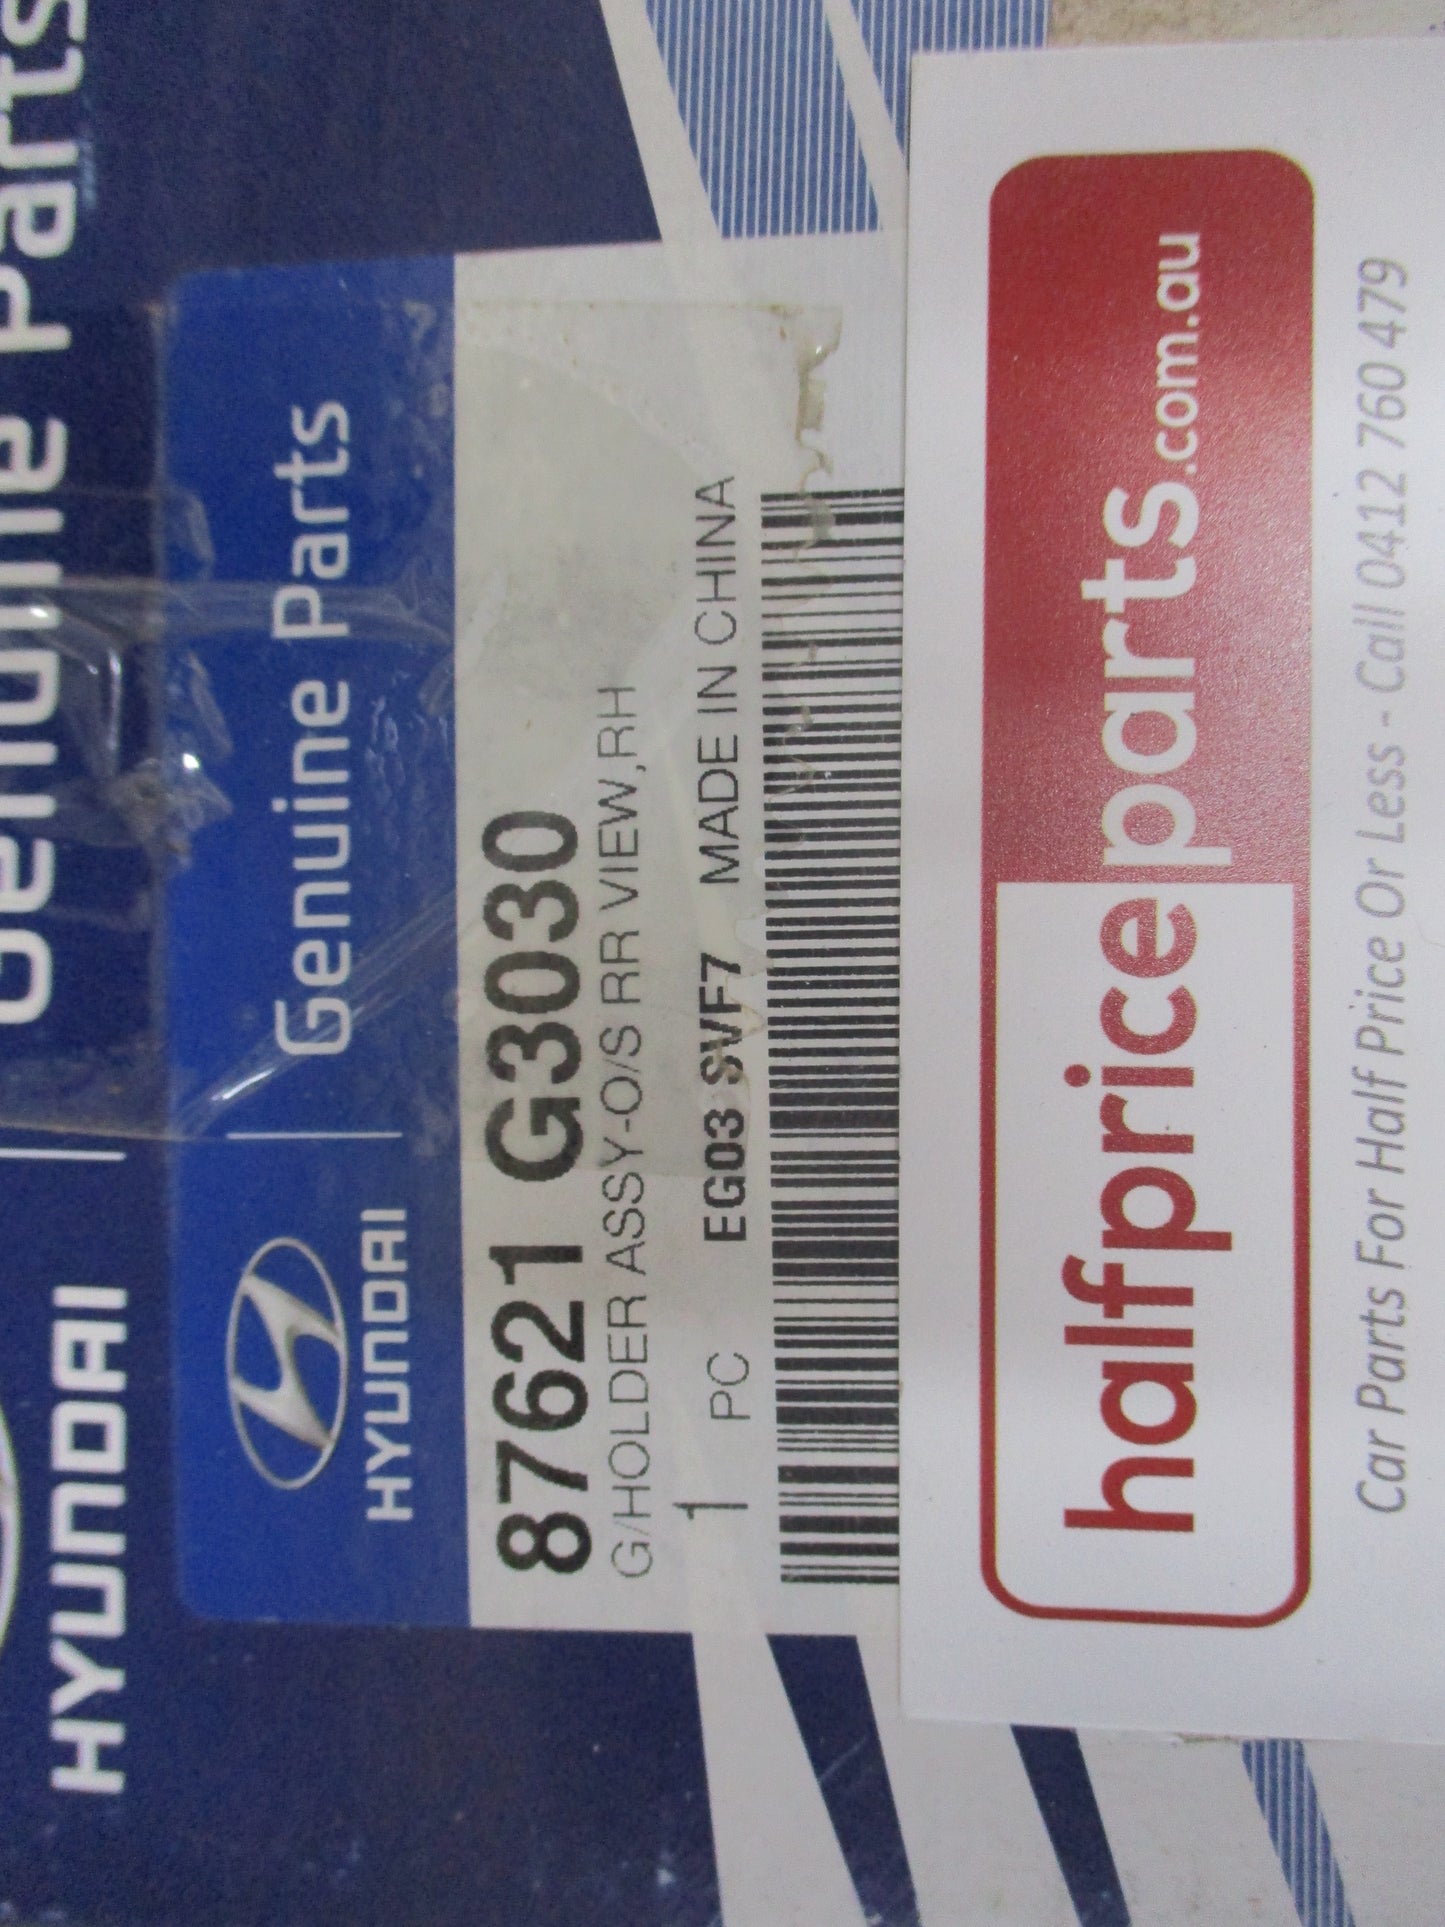 HYUNDAI
Genuine Parts
HYUNDAI
Genuine Parts
87621 G3030
G/HOLDER ASSY-O/S RR VIEW,RH
1 PC EG03 SVF7 MADE IN CHINA
halfpriceparts.com.au
Car Parts For Half Price Or Less - Call 0412 760 479